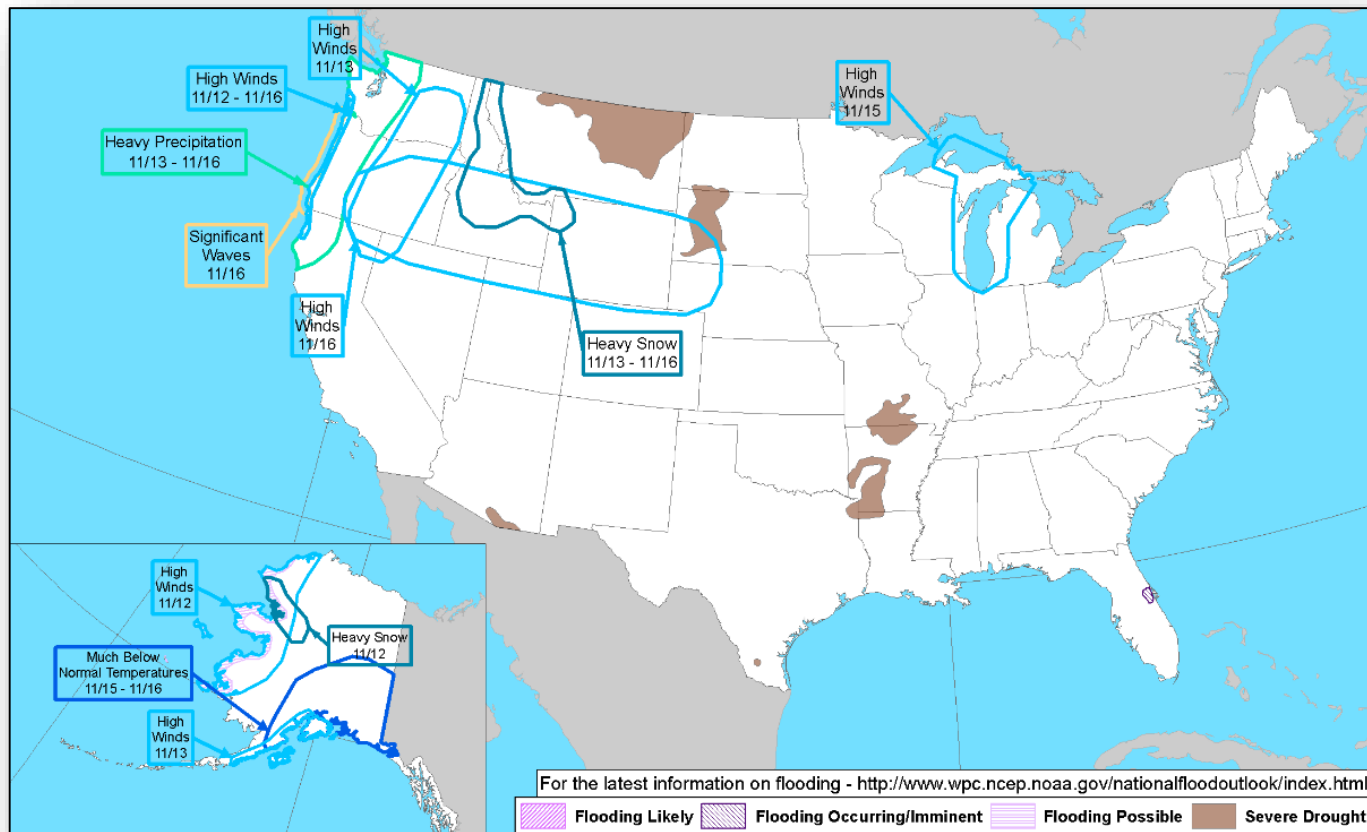 High
Winds
11/13
High Winds
11/12 - 11/16
High
Winds
11/15
Heavy Precipitation
11/13 - 11/16
Significant
Waves
11/16
High
Winds
11/16
Heavy Snow
11/13 - 11/16
High
Winds
11/12
Heavy Snow
11/12
Much Below
Normal Temperatures
11/15 - 11/16
High
Winds
11/13
For the latest information on flooding - http://www.wpc.ncep.noaa.gov/nationalfloodoutlook/index.html
Flooding Likely Flooding Occurring/Imminent Flooding Possible Severe Drought